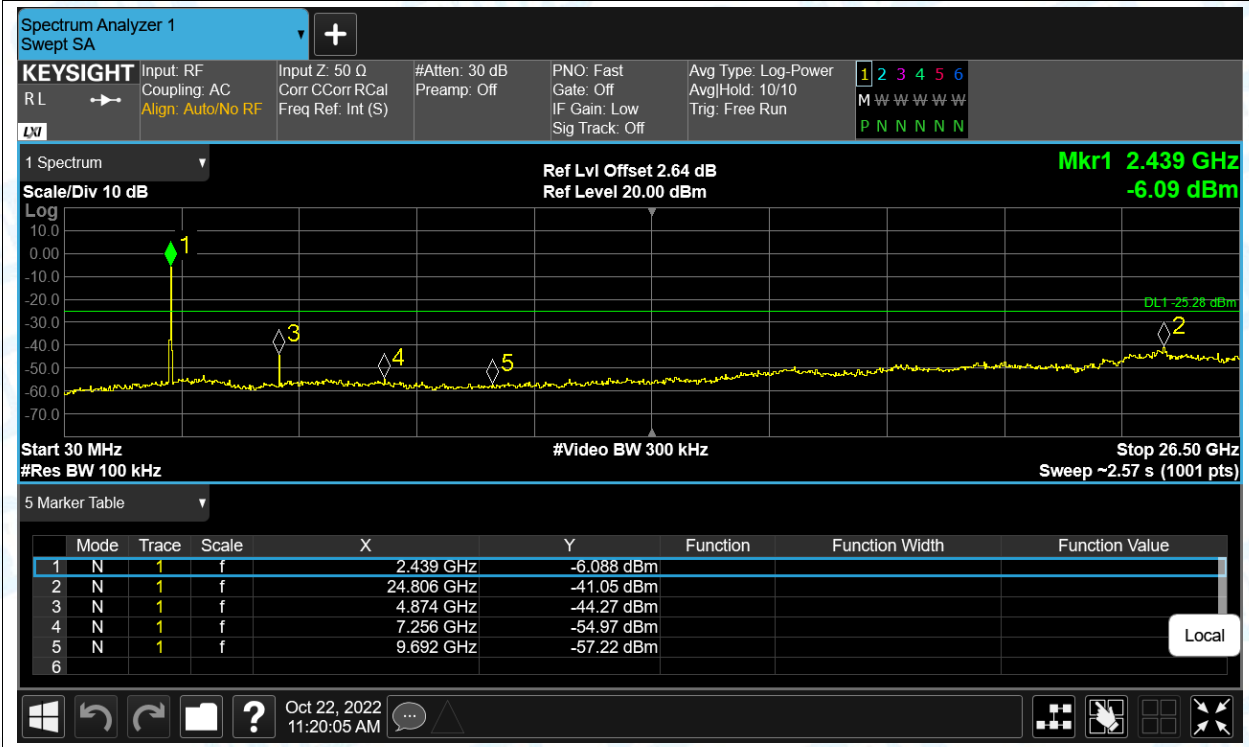 Spectrum Analyzer 1
Swept SA
+
KEYSIGHT
R L
LXI
Input: RF
Coupling: AC
Align: Auto/No RF
Input Z: 50 Ω
Corr CCorr RCal
Freq Ref: Int (S)
#Atten: 30 dB
Preamp: Off
PNO: Fast
Gate: Off
IF Gain: Low
Sig Track: Off
Avg Type: Log-Power
Avg|Hold: 10/10
Trig: Free Run
1 2 3 4 5 6
M W W W W W
P N N N N N
1 Spectrum
Scale/Div 10 dB
Ref Lvl Offset 2.64 dB
Ref Level 20.00 dBm
Mkr1 2.439 GHz
-6.09 dBm
Log
10.0
0.00
-10.0
-20.0
-30.0
-40.0
-50.0
-60.0
-70.0
1
3
4
5
2
DL1 -25.28 dBm
Start 30 MHz
#Res BW 100 kHz
#Video BW 300 kHz
Stop 26.50 GHz
Sweep ~2.57 s (1001 pts)
5 Marker Table
Mode Trace Scale X Y Function Function Width Function Value
1 N 1 f 2.439 GHz -6.088 dBm
2 N 1 f 24.806 GHz -41.05 dBm
3 N 1 f 4.874 GHz -44.27 dBm
4 N 1 f 7.256 GHz -54.97 dBm
5 N 1 f 9.692 GHz -57.22 dBm
6
Local
?
Oct 22, 2022
11:20:05 AM